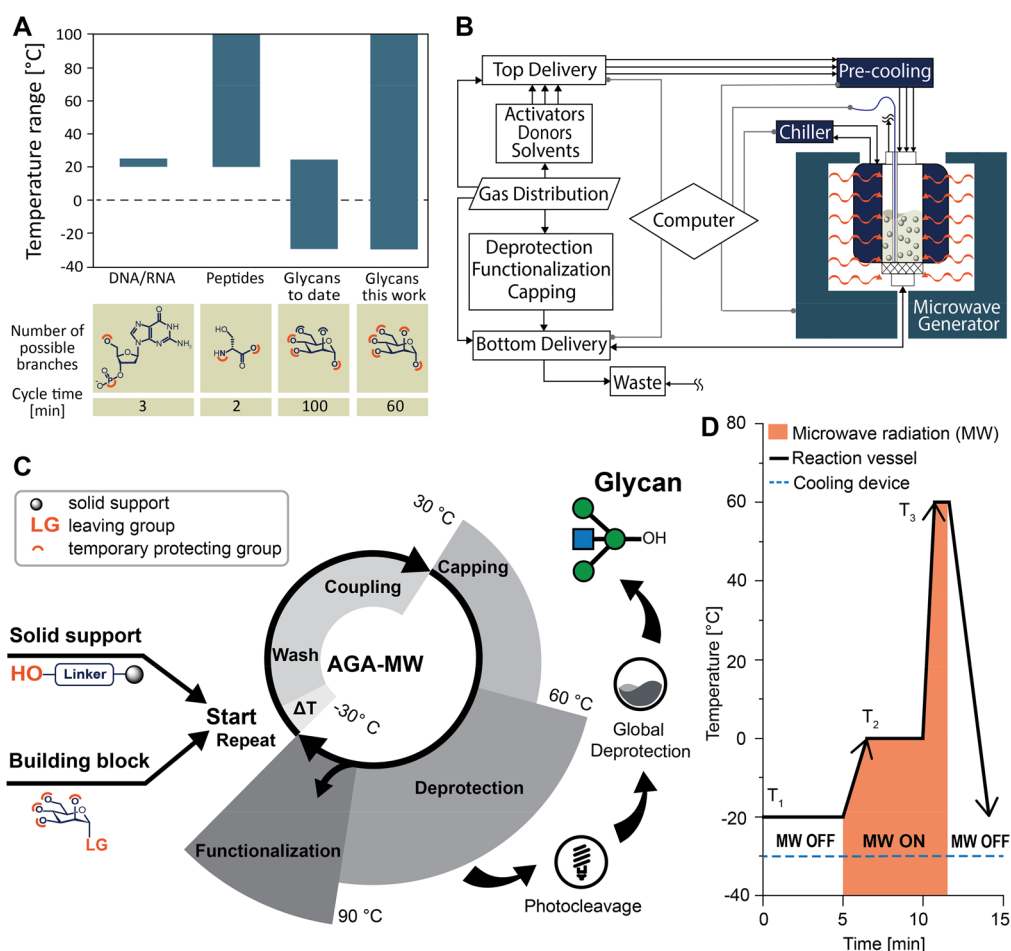 A
Temperature range [°C]
100
80
60
40
20
0
-20
-40
DNA/RNA
Peptides
Glycans
to date
Glycans
this work
Number of
possible
branches
O
N
NH
N
N
NH₂
O
O
O
P
O
O
-O
HO
HN
O
O
O
O
O
O
O
O
O
O
O
O
Cycle time
[min]
3
2
100
60
B
Top Delivery
Activators
Donors
Solvents
Gas Distribution
Deprotection
Functionalization
Capping
Bottom Delivery
Waste
Computer
Pre-cooling
Chiller
Microwave
Generator
C
solid support
LG leaving group
temporary protecting group
Solid support
HO Linker
Building block
O
O
O
O
O
LG
Start
Repeat
AGA-MW
ΔT
Wash
Coupling
Capping
Deprotection
Functionalization
-30° C
30 °C
60 °C
90 °C
Photocleavage
Global
Deprotection
Glycan
OH
D
Microwave radiation (MW)
Reaction vessel
Cooling device
Temperature [°C]
80
60
40
20
0
-20
-40
T1
T2
T3
MW OFF
MW ON
MW OFF
0
5
10
15
Time [min]